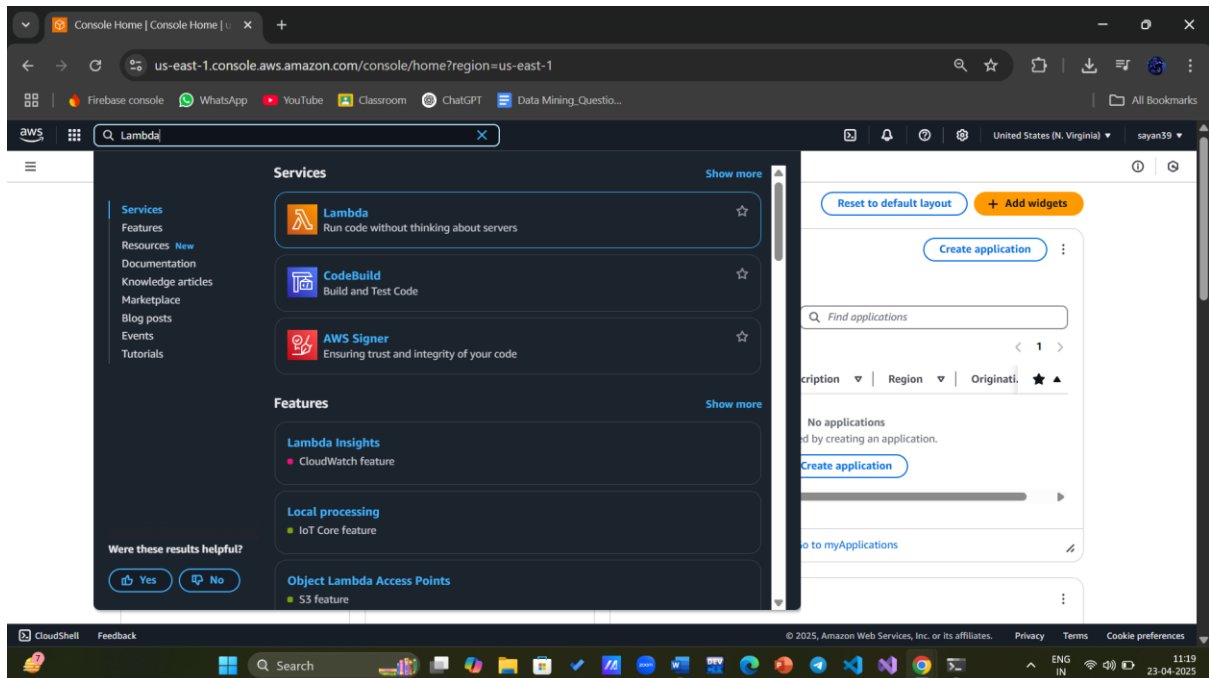 Console Home | Console Home | u
us-east-1.console.aws.amazon.com/console/home?region=us-east-1
Firebase console WhatsApp YouTube Classroom ChatGPT Data Mining_Questio...
All Bookmarks
aws
Lambda
United States (N. Virginia)
sayan39
Services
Features
Resources New
Documentation
Knowledge articles
Marketplace
Blog posts
Events
Tutorials
Were these results helpful?
Yes
No
Services
Show more
Lambda
Run code without thinking about servers
CodeBuild
Build and Test Code
AWS Signer
Ensuring trust and integrity of your code
Features
Show more
Lambda Insights
CloudWatch feature
Local processing
IoT Core feature
Object Lambda Access Points
S3 feature
Reset to default layout
+ Add widgets
Create application
Find applications
1
cription Region Originati.
No applications
d by creating an application.
Create application
Go to myApplications
CloudShell Feedback
© 2025, Amazon Web Services, Inc. or its affiliates. Privacy Terms Cookie preferences
7
Search
ENG
IN
11:19
23-04-2025